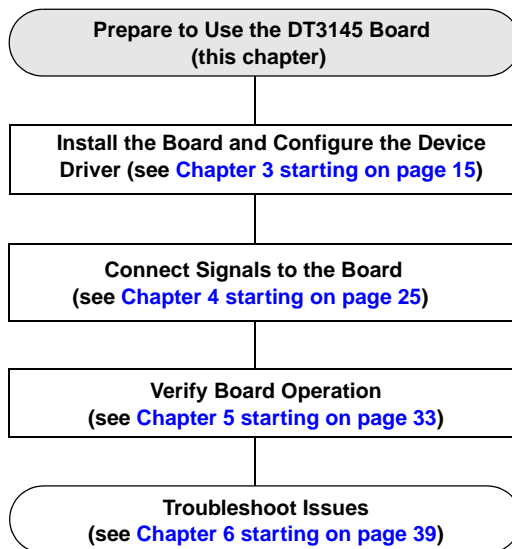 Prepare to Use the DT3145 Board
(this chapter)
Install the Board and Configure the Device
Driver (see Chapter 3 starting on page 15)
Connect Signals to the Board
(see Chapter 4 starting on page 25)
Verify Board Operation
(see Chapter 5 starting on page 33)
Troubleshoot Issues
(see Chapter 6 starting on page 39)